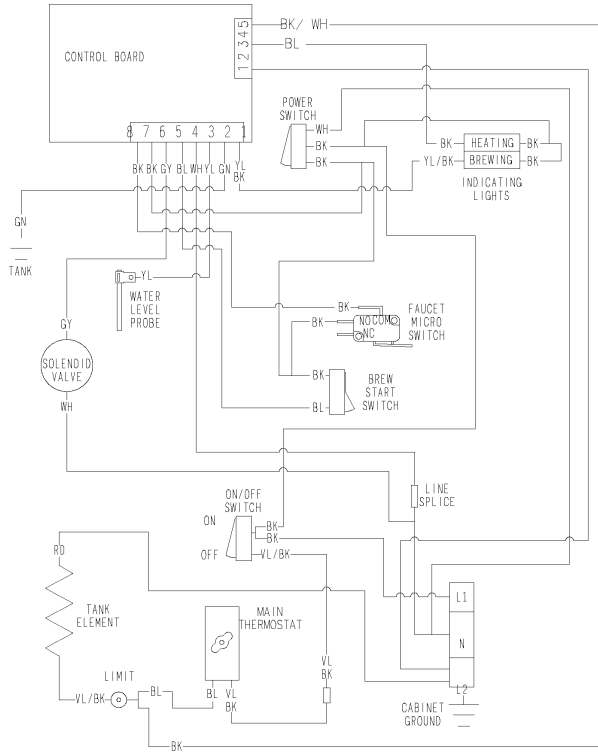 BK/ WH
BL
CONTROL BOARD
1 2 3 4 5
POWER
SWITCH
WH
BK
BK
8 7 6 5 4 3 2 1
BK BK GY BL WH YL GN YL
BK
BK HEATING BK
YL/BK BREWING BK
INDICATING
LIGHTS
GN
TANK
YL
WATER
LEVEL
PROBE
BK
BK
NO COM
NC
FAUCET
MICRO
SWITCH
GY
SOLENOID
VALVE
WH
BK
BL
BREW
START
SWITCH
LINE
SPLICE
ON/OFF
SWITCH
ON
OFF
BK
BK
VL/BK
RD
TANK
ELEMENT
MAIN
THERMOSTAT
L1
N
L2
LIMIT
VL/BK
BL
BL VL
BK
VL
BK
CABINET
GROUND
BK